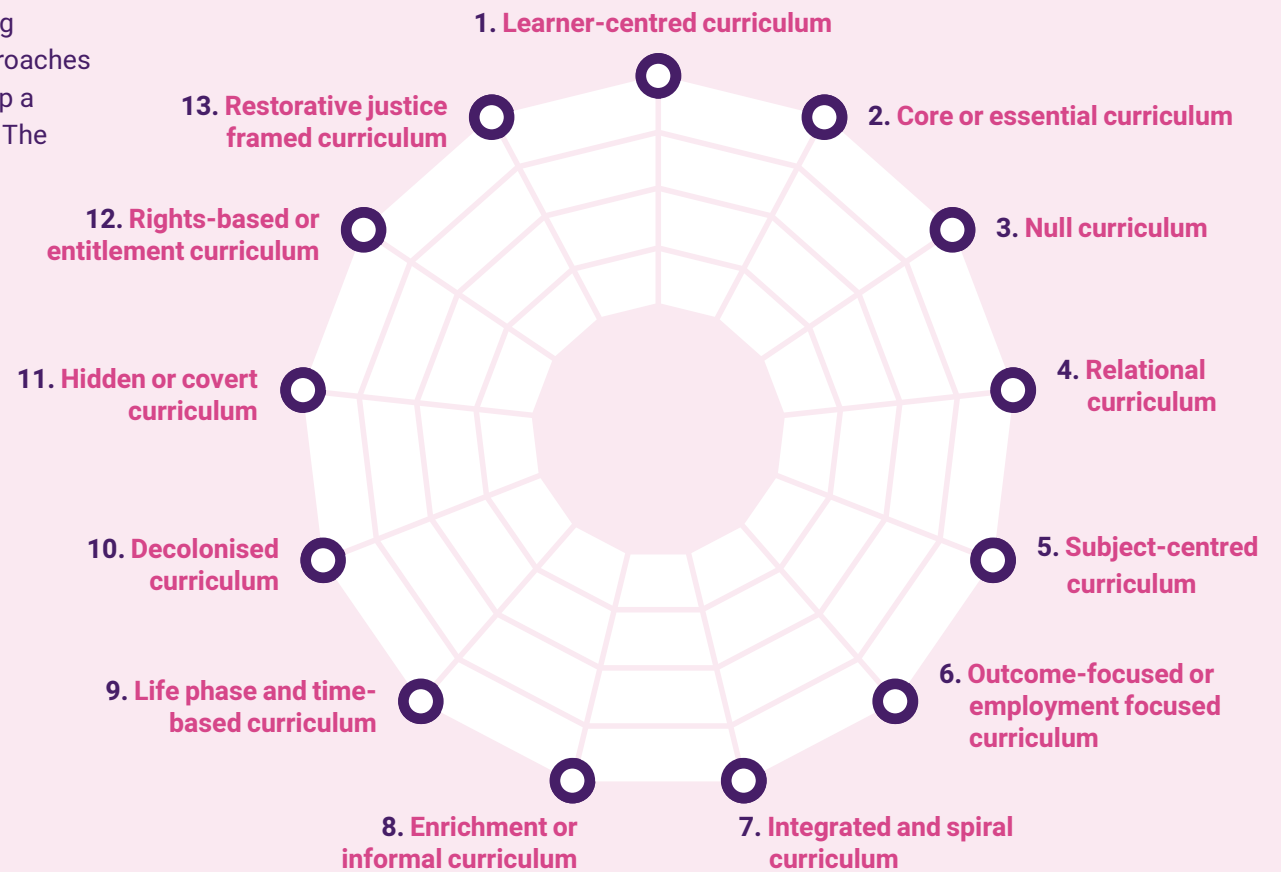 g
roaches
p a
The
1. Learner-centred curriculum
2. Core or essential curriculum
3. Null curriculum
4. Relational
curriculum
5. Subject-centred
curriculum
6. Outcome-focused or
employment focused
curriculum
7. Integrated and spiral
curriculum
8. Enrichment or
informal curriculum
9. Life phase and time-
based curriculum
10. Decolonised
curriculum
11. Hidden or covert
curriculum
12. Rights-based or
entitlement curriculum
13. Restorative justice
framed curriculum